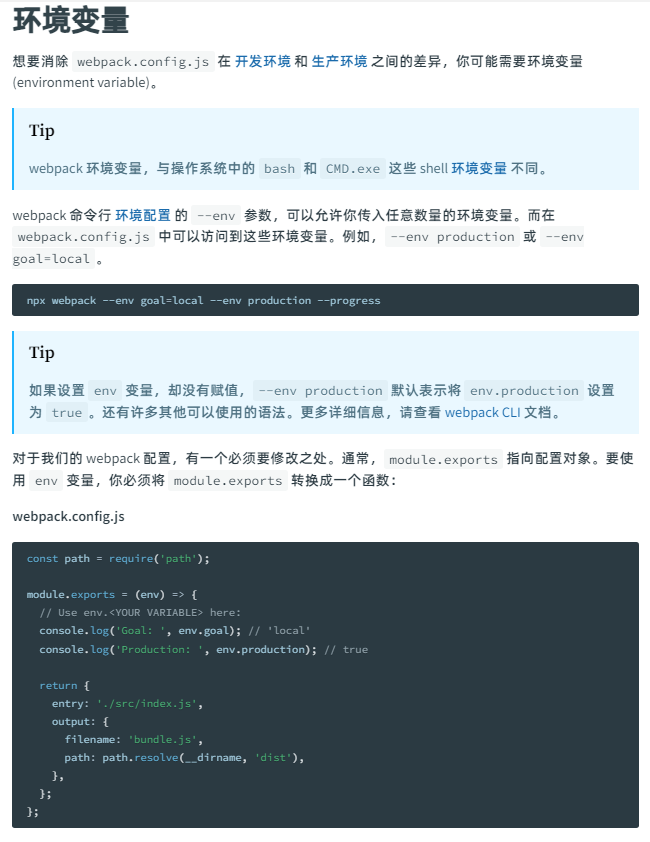 环境变量
想要消除 webpack.config.js 在 开发环境 和 生产环境 之间的差异，你可能需要环境变量
(environment variable)。
Tip
webpack 环境变量，与操作系统中的 bash 和 CMD.exe 这些 shell 环境变量 不同。
webpack 命令行 环境配置 的 --env 参数，可以允许你传入任意数量的环境变量。而在
webpack.config.js 中可以访问到这些环境变量。例如， --env production 或 --env
goal=local 。
npx webpack --env goal=local --env production --progress
Tip
如果设置 env 变量，却没有赋值， --env production 默认表示将 env.production 设置
为 true 。还有许多其他可以使用的语法。更多详细信息，请查看 webpack CLI 文档。
对于我们的 webpack 配置，有一个必须要修改之处。通常， module.exports 指向配置对象。要使
用 env 变量，你必须将 module.exports 转换成一个函数：
webpack.config.js
const path = require('path');
module.exports = (env) => {
  // Use env.<YOUR VARIABLE> here:
  console.log('Goal: ', env.goal); // 'local'
  console.log('Production: ', env.production); // true
  return {
    entry: './src/index.js',
    output: {
      filename: 'bundle.js',
      path: path.resolve(__dirname, 'dist'),
    },
  };
};